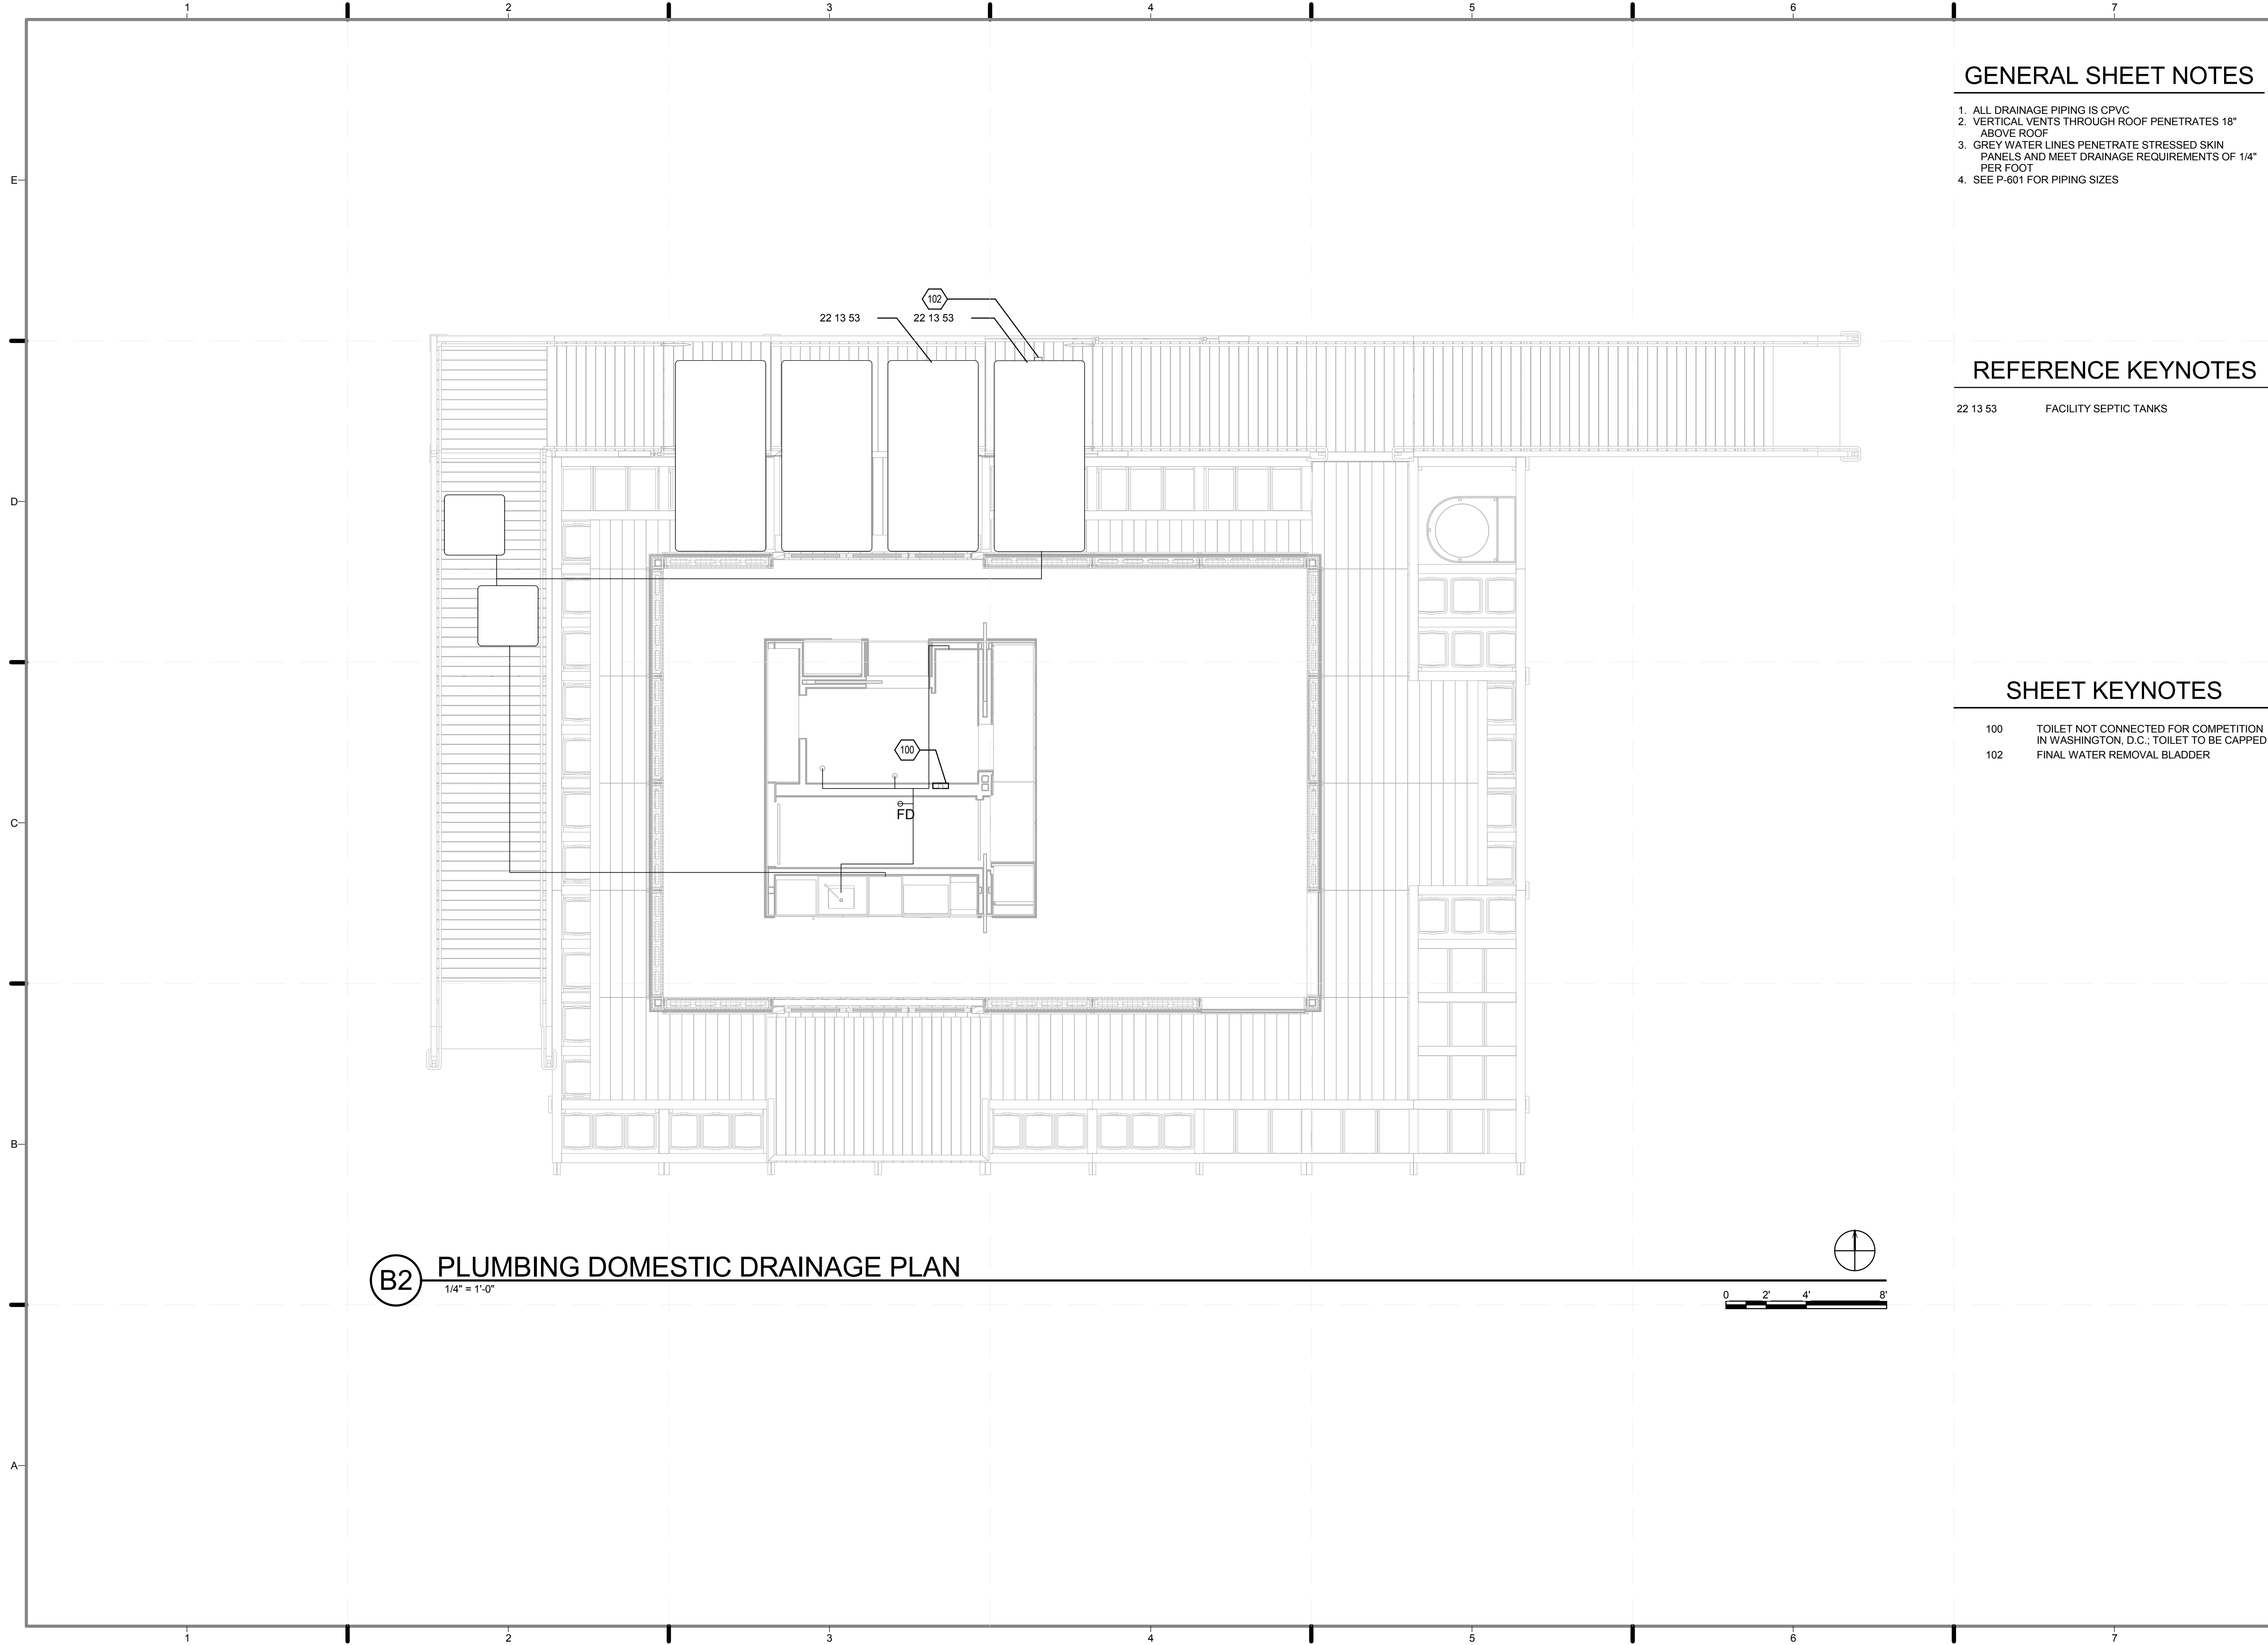 1 2 3 4 5 6 7
GENERAL SHEET NOTES
1. ALL DRAINAGE PIPING IS CPVC
2. VERTICAL VENTS THROUGH ROOF PENETRATES 18"
ABOVE ROOF
3. GREY WATER LINES PENETRATE STRESSED SKIN
PANELS AND MEET DRAINAGE REQUIREMENTS OF 1/4"
PER FOOT
4. SEE P-601 FOR PIPING SIZES
E
102
22 13 53 22 13 53
REFERENCE KEYNOTES
22 13 53 FACILITY SEPTIC TANKS
D
SHEET KEYNOTES
100 TOILET NOT CONNECTED FOR COMPETITION
IN WASHINGTON, D.C.; TOILET TO BE CAPPED
102 FINAL WATER REMOVAL BLADDER
100
FD
C
B
B2 PLUMBING DOMESTIC DRAINAGE PLAN
1/4" = 1'-0"
0 2' 4' 8'
A
1 2 3 4 5 6 7